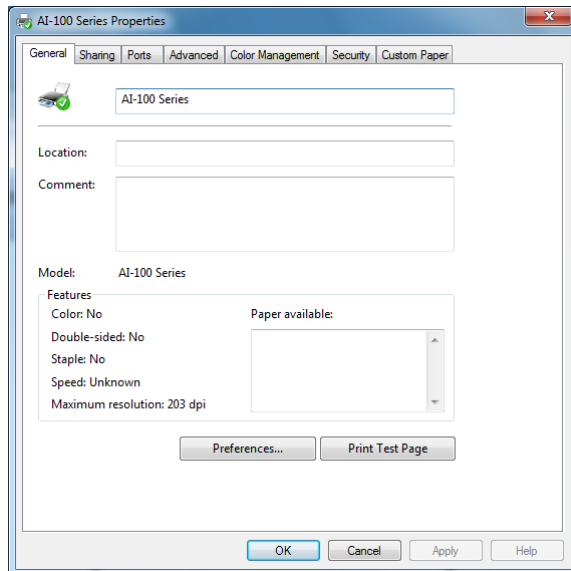 AI-100 Series Properties
General Sharing Ports Advanced Color Management Security Custom Paper
AI-100 Series
Location:
Comment:
Model: AI-100 Series
Features
Color: No Paper available:
Double-sided: No
Staple: No
Speed: Unknown
Maximum resolution: 203 dpi
Preferences... Print Test Page
OK Cancel Apply Help